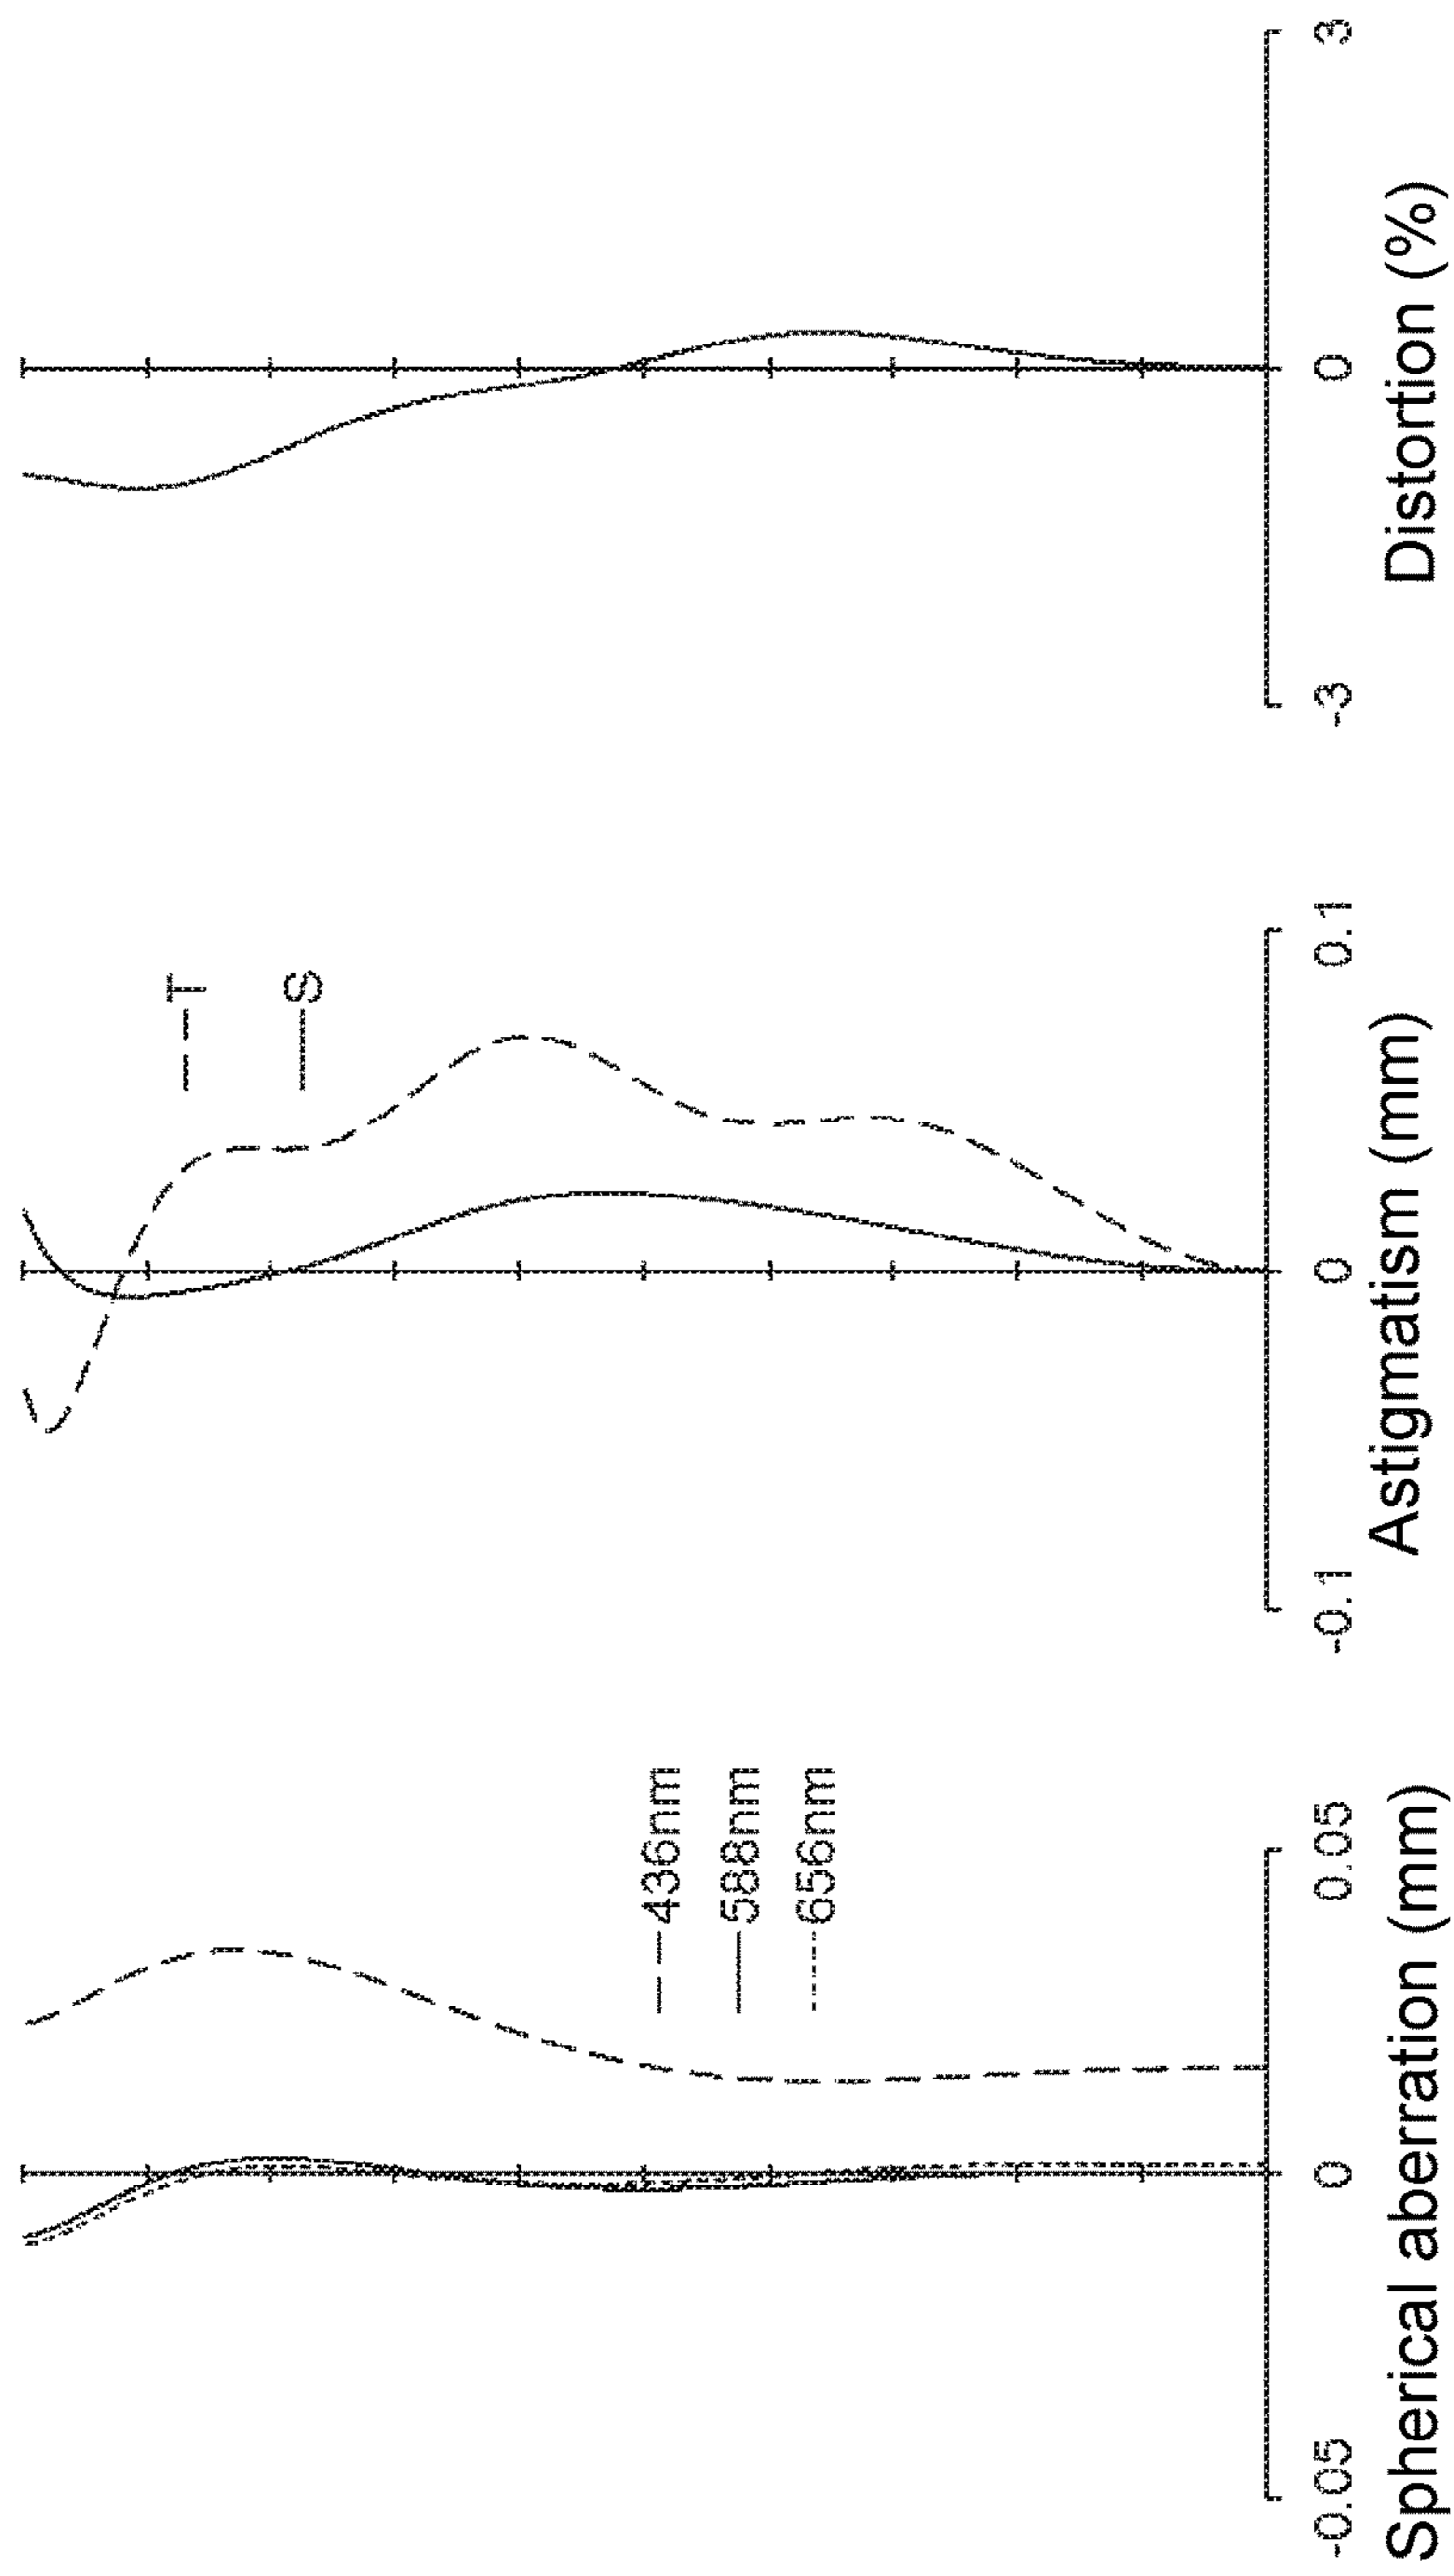 436nm
588nm
656nm
-0.05 0 0.05
Spherical aberration (mm)
T
S
-0.1 0 0.1
Astigmatism (mm)
-3 0 3
Distortion (%)